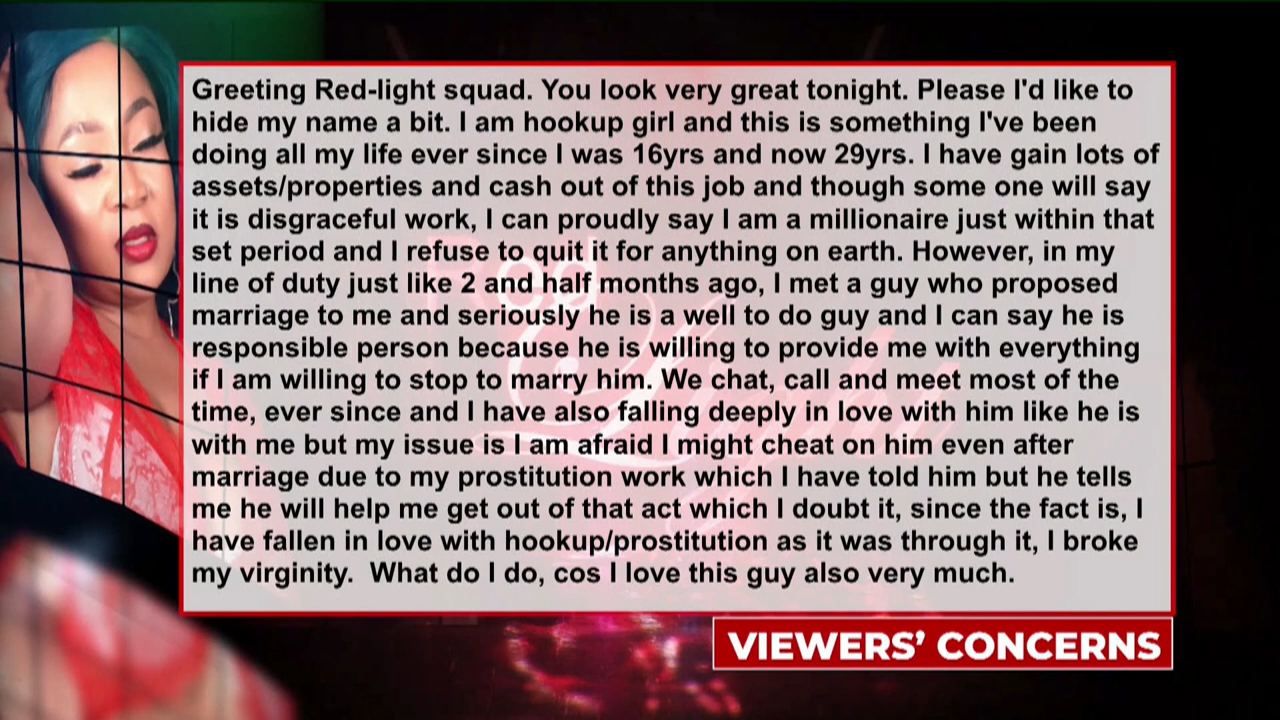 Greeting Red-light squad. You look very great tonight. Please I'd like to
hide my name a bit. I am hookup girl and this is something I've been
doing all my life ever since I was 16yrs and now 29yrs. I have gain lots of
assets/properties and cash out of this job and though some one will say
it is disgraceful work, I can proudly say I am a millionaire just within that
set period and I refuse to quit it for anything on earth. However, in my
line of duty just like 2 and half months ago, I met a guy who proposed
marriage to me and seriously he is a well to do guy and I can say he is
responsible person because he is willing to provide me with everything
if I am willing to stop to marry him. We chat, call and meet most of the
time, ever since and I have also falling deeply in love with him like he is
with me but my issue is I am afraid I might cheat on him even after
marriage due to my prostitution work which I have told him but he tells
me he will help me get out of that act which I doubt it, since the fact is, I
have fallen in love with hookup/prostitution as it was through it, I broke
my virginity.  What do I do, cos I love this guy also very much.
VIEWERS' CONCERNS